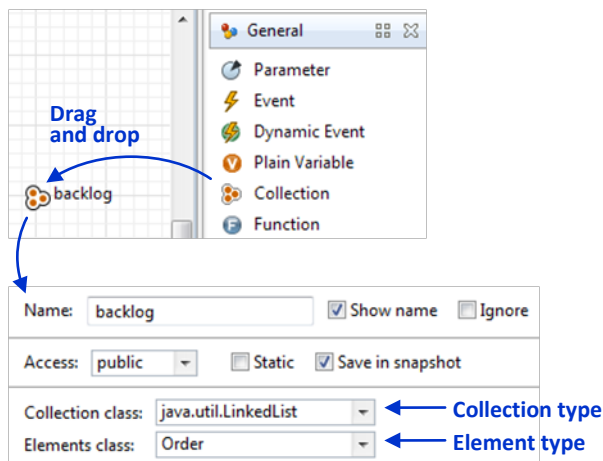 General
Parameter
Event
Dynamic Event
Plain Variable
Collection
Function
Drag
and drop
backlog
Name: backlog Show name Ignore
Access: public Static Save in snapshot
Collection class: java.util.LinkedList Collection type
Elements class: Order Element type